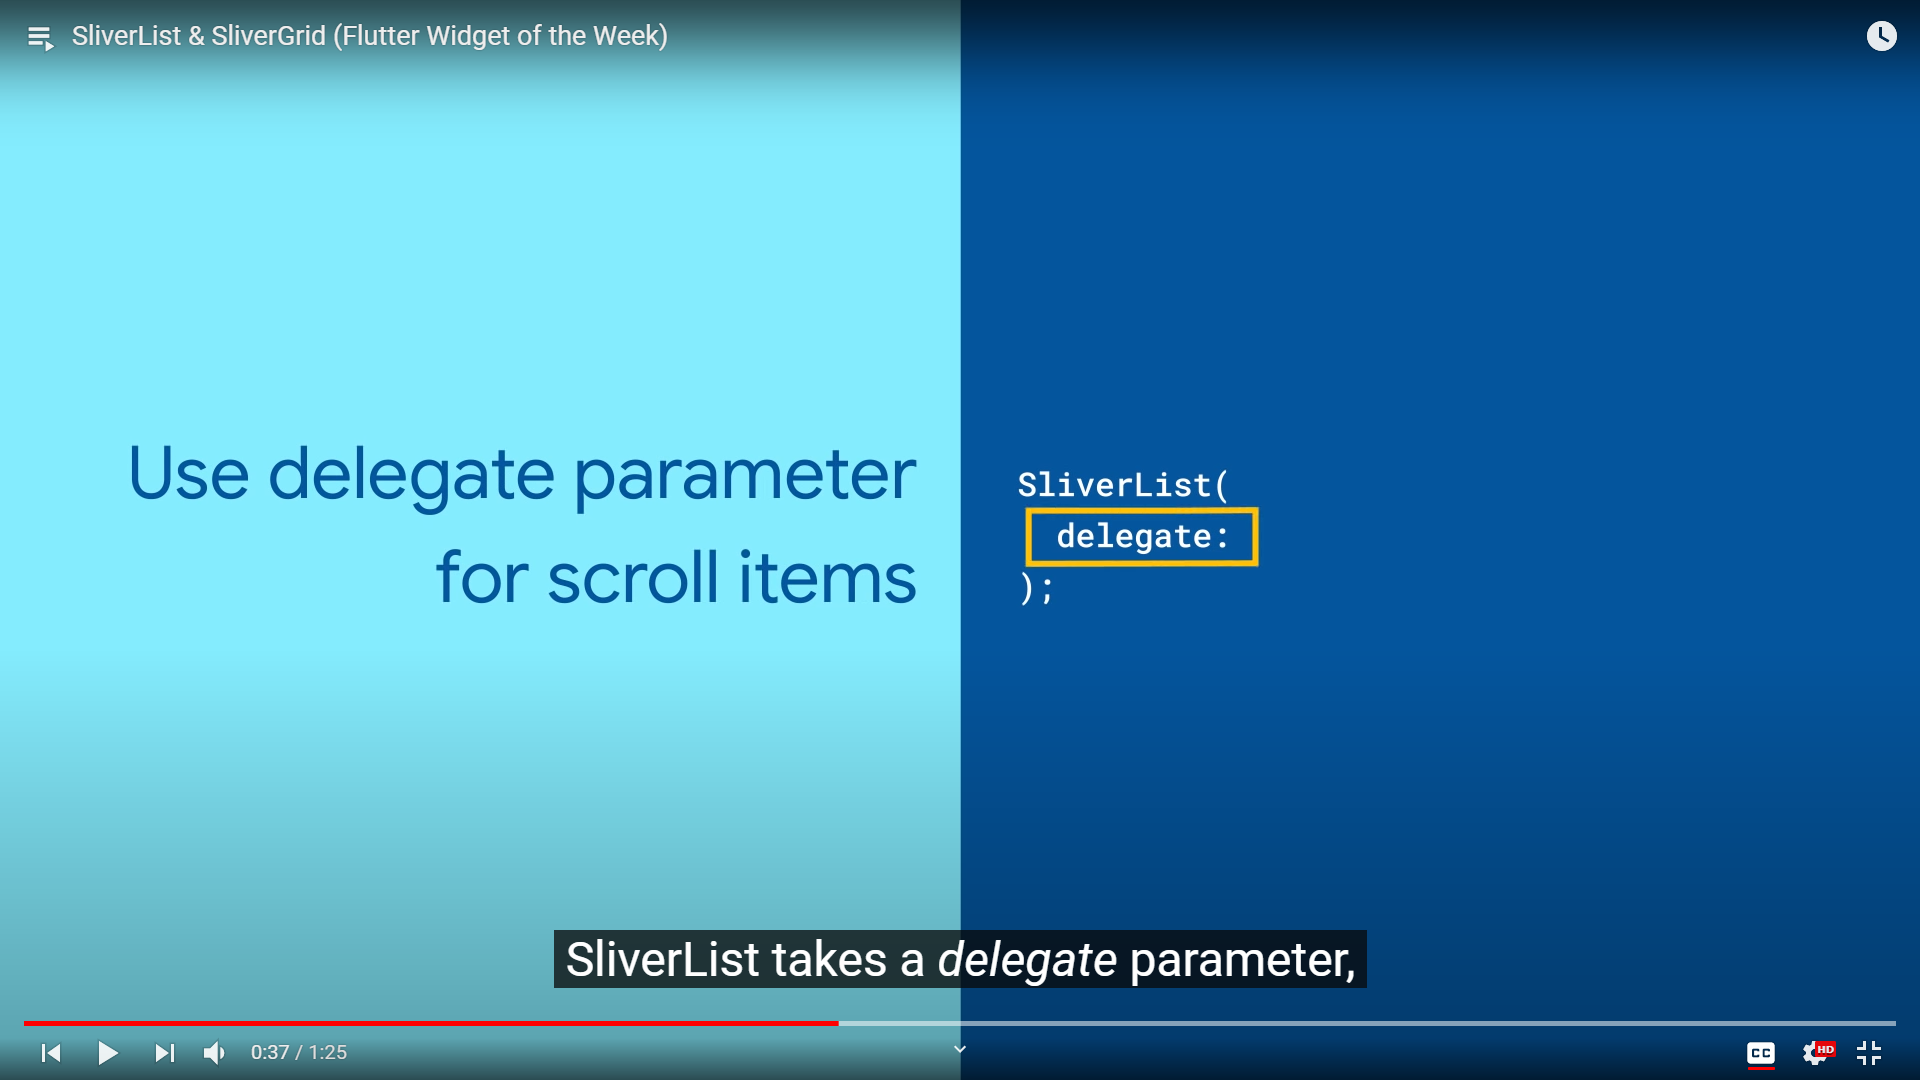 SliverList & SliverGrid (Flutter Widget of the Week)
Use delegate parameter
for scroll items
SliverList(
delegate:
);
SliverList takes a delegate parameter,
0:37 / 1:25
CC
HD